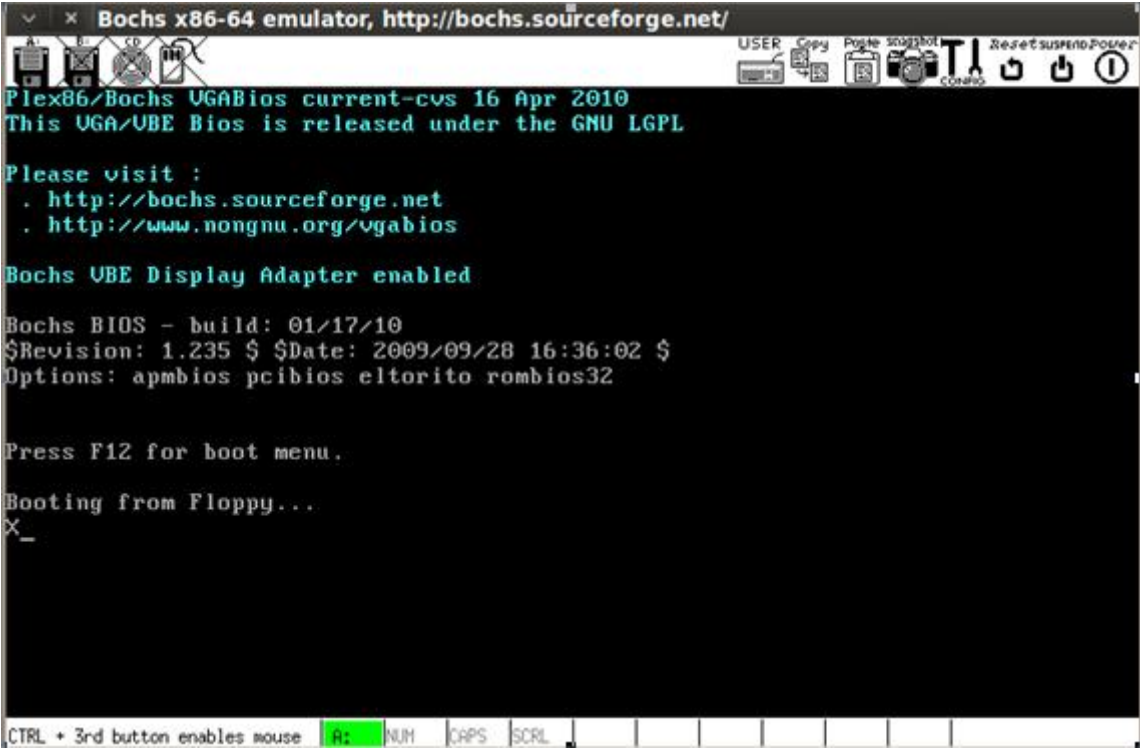 Bochs x86-64 emulator, http://bochs.sourceforge.net/
A: B: CD USER Copy Paste snapshot CONFIG Reset SUSPEND Power
Plex86/Bochs VGABios current-cvs 16 Apr 2010
This VGA/VBE Bios is released under the GNU LGPL
Please visit :
. http://bochs.sourceforge.net
. http://www.nongnu.org/vgabios
Bochs VBE Display Adapter enabled
Bochs BIOS - build: 01/17/10
$Revision: 1.235 $ $Date: 2009/09/28 16:36:02 $
Options: apmbios pcibios eltorito rombios32
Press F12 for boot menu.
Booting from Floppy...
X_
CTRL + 3rd button enables mouse A: NUM CAPS SCRL